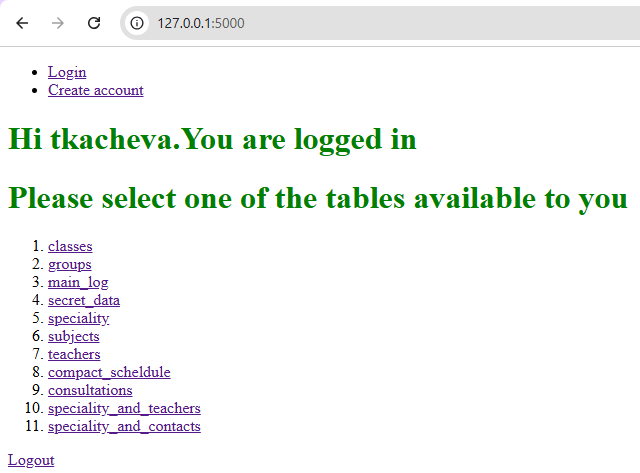 127.0.0.1:5000
Login
Create account
Hi tkacheva.You are logged in
Please select one of the tables available to you
1. classes
2. groups
3. main_log
4. secret_data
5. speciality
6. subjects
7. teachers
8. compact_scheldule
9. consultations
10. speciality_and_teachers
11. speciality_and_contacts
Logout